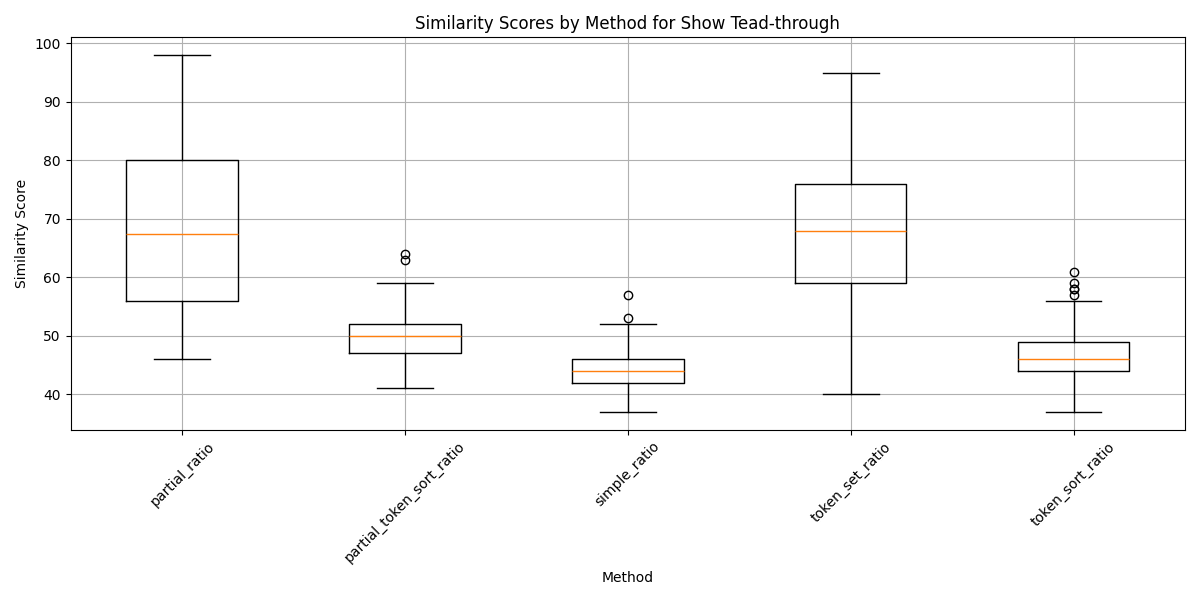 Similarity Scores by Method for Show Tead-through
100
90
80
70
60
50
40
Similarity Score
partial_ratio
partial_token_sort_ratio
simple_ratio
token_set_ratio
token_sort_ratio
Method